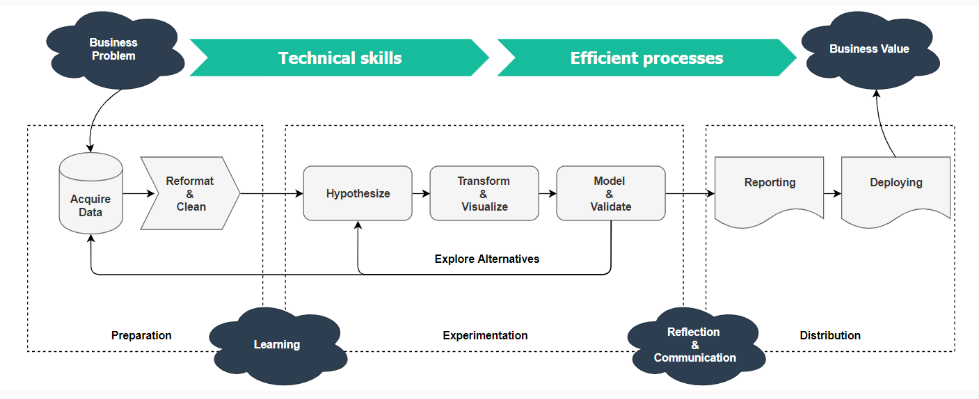 Business
Problem
Technical skills
Efficient processes
Business Value
Acquire
Data
Reformat
&
Clean
Hypothesize
Transform
&
Visualize
Model
&
Validate
Reporting
Deploying
Explore Alternatives
Preparation
Learning
Experimentation
Reflection
&
Communication
Distribution